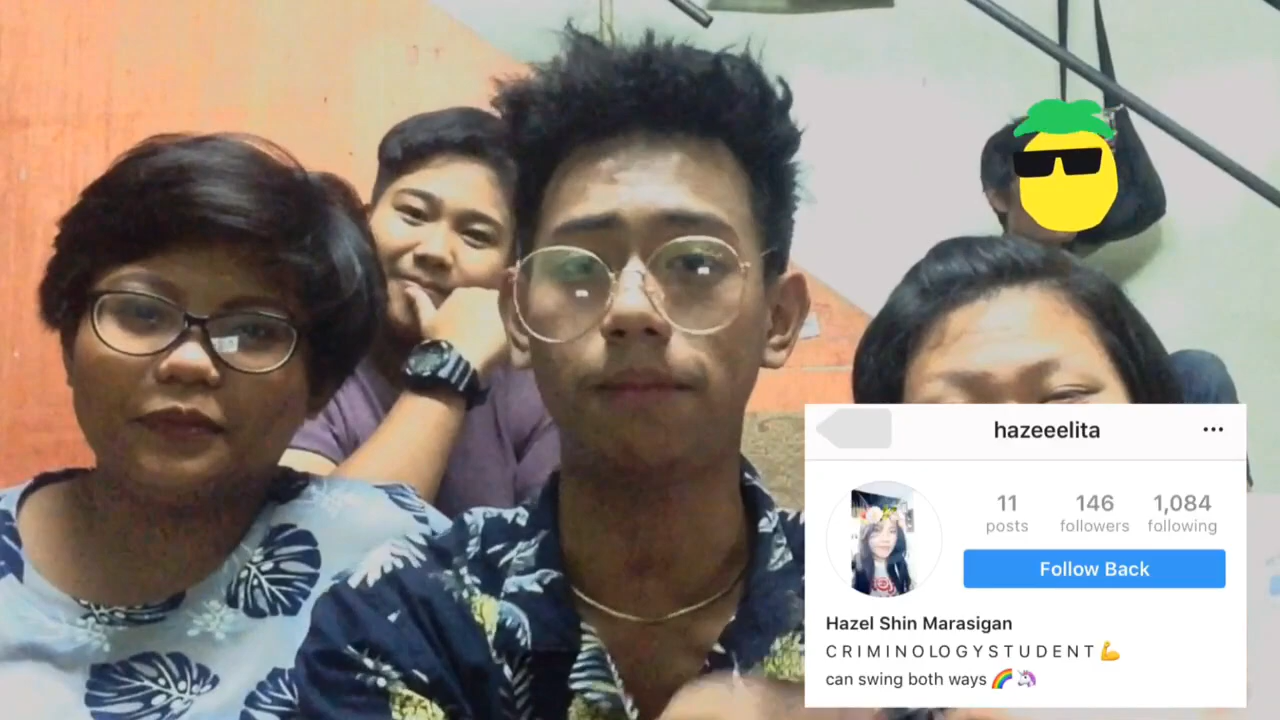 hazeeelita
11 146 1,084
posts followers following
Follow Back
Hazel Shin Marasigan
C R I M I N O L O G Y S T U D E N T 💪
can swing both ways 🌈🦄